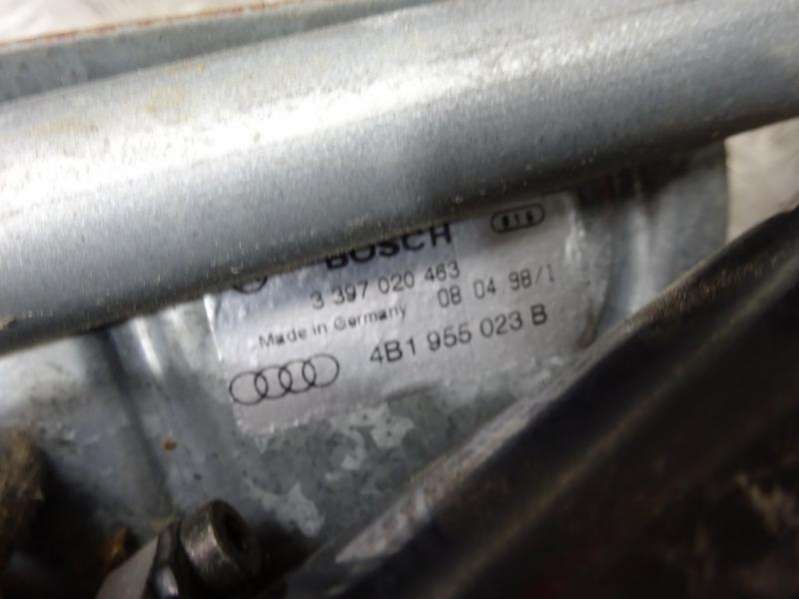 BOSCH
3 397 020 463
08 04 98/1
Made in Germany
4B1 955 023 B